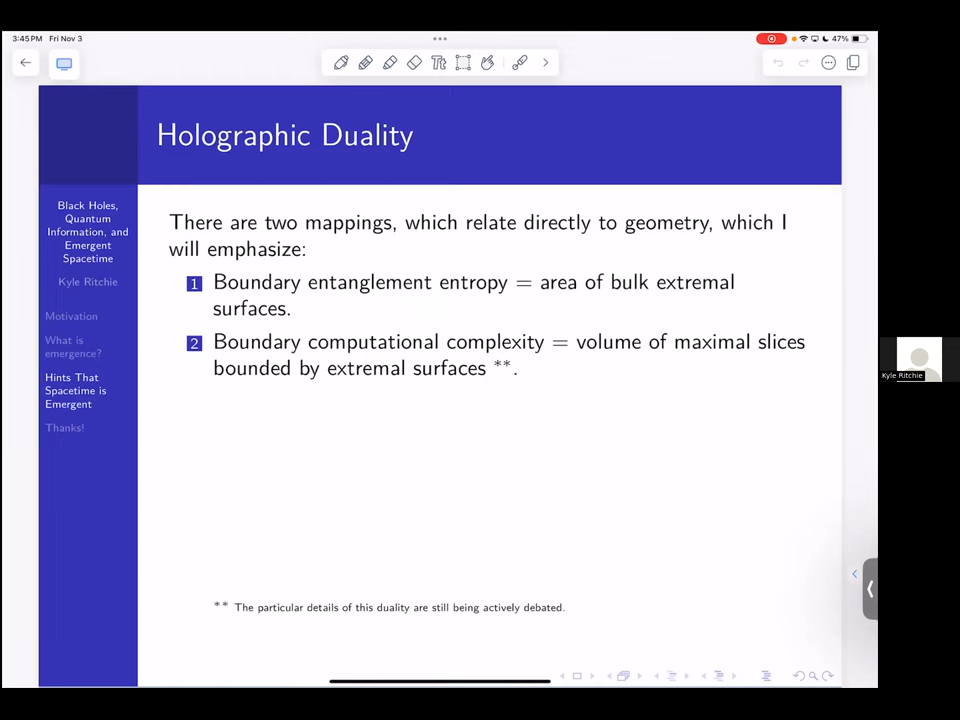 3:45 PM Fri Nov 3
47%
Holographic Duality
Black Holes,
Quantum
Information, and
Emergent
Spacetime
Kyle Ritchie
Motivation
What is
emergence?
Hints That
Spacetime is
Emergent
Thanks!
There are two mappings, which relate directly to geometry, which I
will emphasize:
1 Boundary entanglement entropy = area of bulk extremal
surfaces.
2 Boundary computational complexity = volume of maximal slices
bounded by extremal surfaces **.
** The particular details of this duality are still being actively debated.
Kyle Ritchie